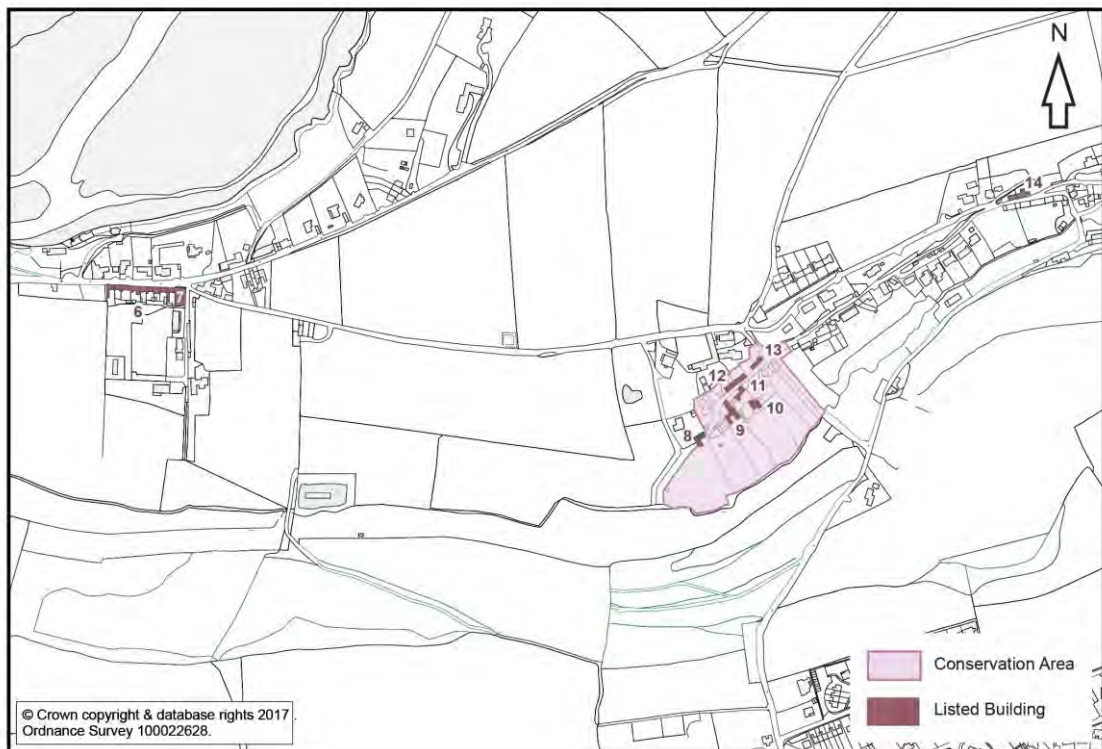 N
14
7
6
13
12
11
10
9
8
Conservation Area
Listed Building
© Crown copyright & database rights 2017.
Ordnance Survey 100022628.